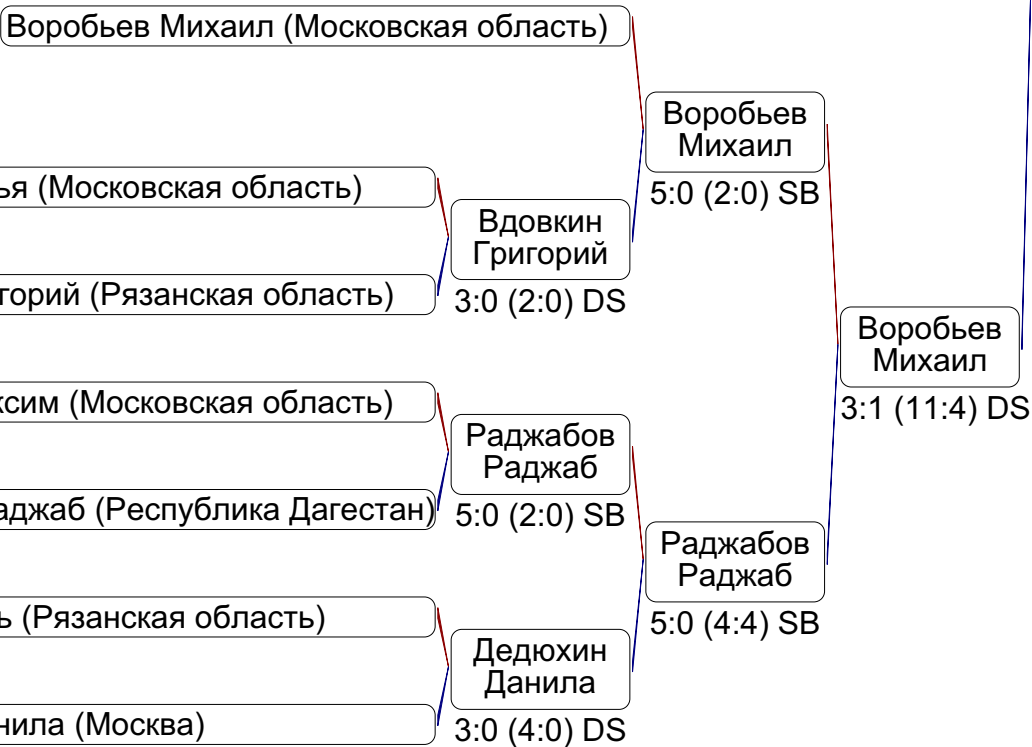 Воробьев Михаил (Московская область)
Воробьев
Михаил
5:0 (2:0) SB
ья (Московская область)
Вдовкин
Григорий
3:0 (2:0) DS
горий (Рязанская область)
Воробьев
Михаил
3:1 (11:4) DS
ксим (Московская область)
Раджабов
Раджаб
5:0 (2:0) SB
аджаб (Республика Дагестан)
Раджабов
Раджаб
5:0 (4:4) SB
ь (Рязанская область)
Дедюхин
Данила
3:0 (4:0) DS
нила (Москва)